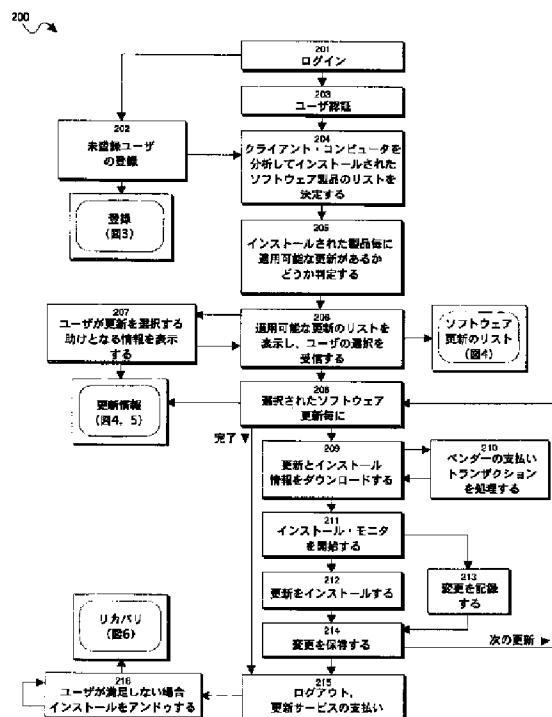 200
201
ログイン
203
ユーザ認証
202
未登録ユーザ
の登録
204
クライアント・コンピュータを
分析してインストールされた
ソフトウェア製品のリストを
決定する
登録
(図3)
205
インストールされた製品毎に
適用可能な更新があるか
どうか判定する
207
ユーザが更新を選択する
助けとなる情報を表示
する
206
適用可能な更新のリストを
表示し、ユーザの選択を
受信する
ソフトウェア
更新のリスト
(図4)
更新情報
(図4、5)
208
選択されたソフトウェア
更新毎に
完了
209
更新とインストール
情報をダウンロードする
210
ベンダーの支払い
トランザクション
を処理する
211
インストール・モニタ
を開始する
212
更新をインストールする
213
変更を記録
する
リカバリ
(図6)
214
変更を保存する
次の更新
216
ユーザが満足しない場合
インストールをアンドゥする
215
ログアウト、
更新サービスの支払い